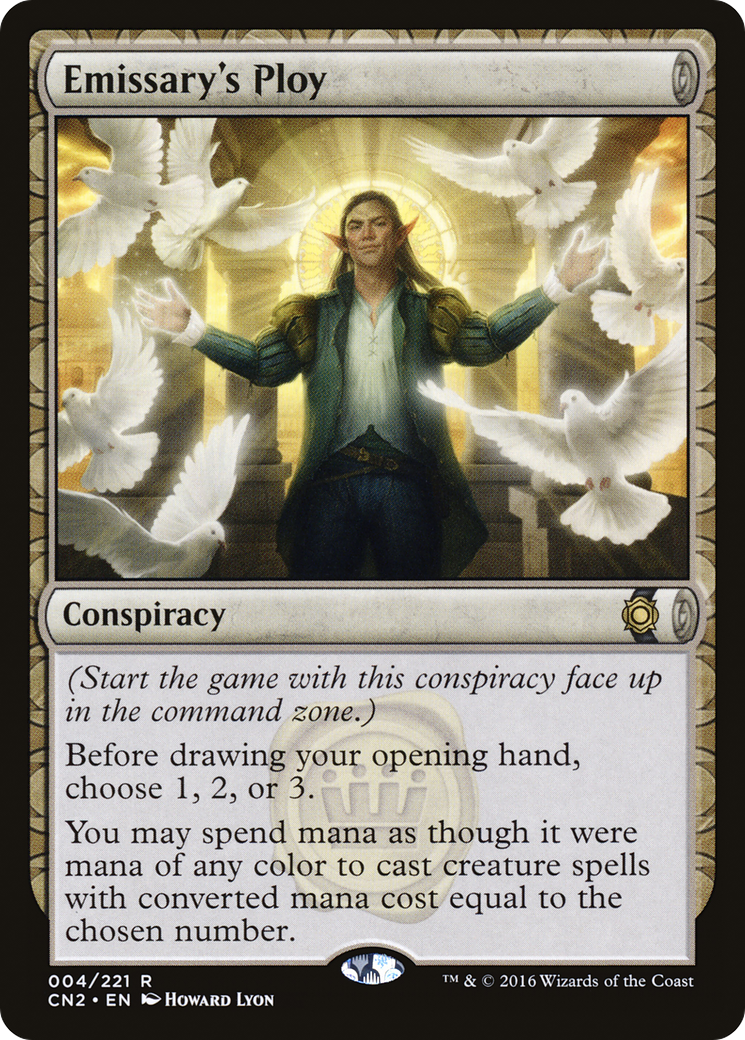 Emissary's Ploy
Conspiracy
(Start the game with this conspiracy face up
in the command zone.)
Before drawing your opening hand,
choose 1, 2, or 3.
You may spend mana as though it were
mana of any color to cast creature spells
with converted mana cost equal to the
chosen number.
004/221 R
CN2 • EN Howard Lyon
™ & © 2016 Wizards of the Coast